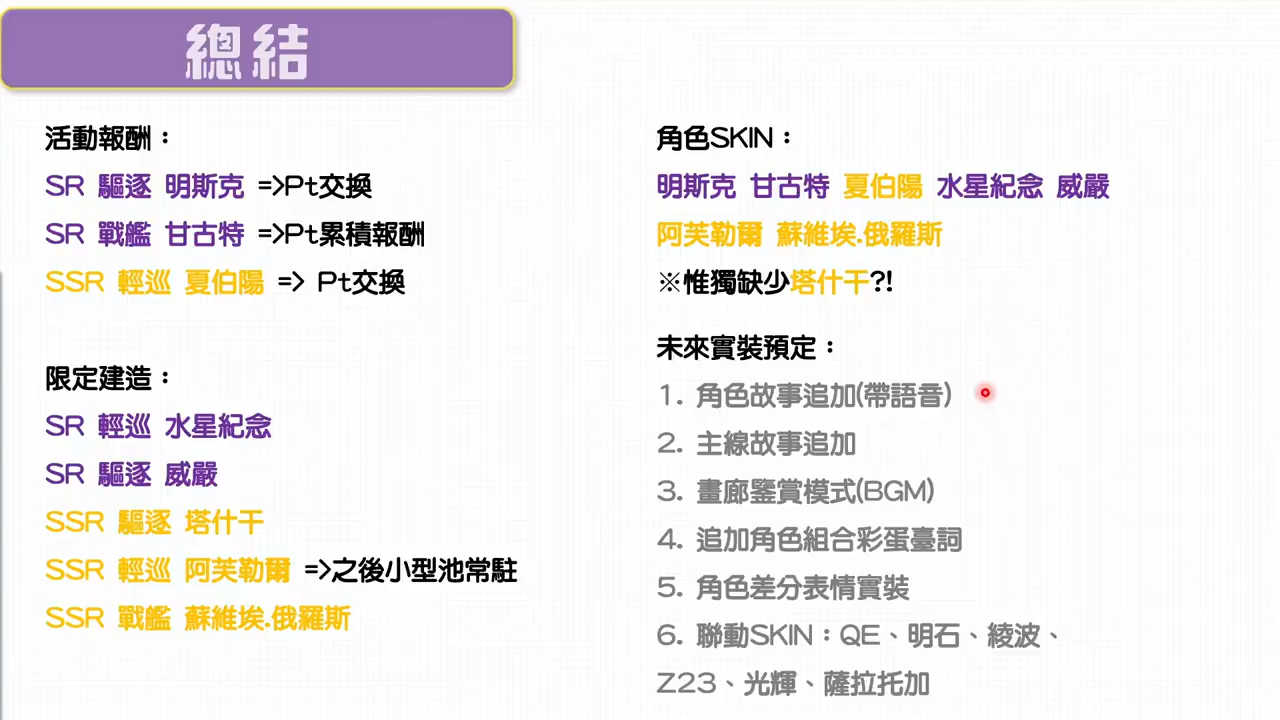 總結
活動報酬：
SR 驅逐 明斯克 =>Pt交換
SR 戰艦 甘古特 =>Pt累積報酬
SSR 輕巡 夏伯陽 => Pt交換
限定建造：
SR 輕巡 水星紀念
SR 驅逐 威嚴
SSR 驅逐 塔什干
SSR 輕巡 阿芙勒爾 =>之後小型池常駐
SSR 戰艦 蘇維埃.俄羅斯
角色SKIN：
明斯克 甘古特 夏伯陽 水星紀念 威嚴
阿芙勒爾 蘇維埃.俄羅斯
※惟獨缺少塔什干?!
未來實裝預定：
1. 角色故事追加(帶語音)
2. 主線故事追加
3. 畫廊鑒賞模式(BGM)
4. 追加角色組合彩蛋臺詞
5. 角色差分表情實裝
6. 聯動SKIN：QE、明石、綾波、
Z23、光輝、薩拉托加